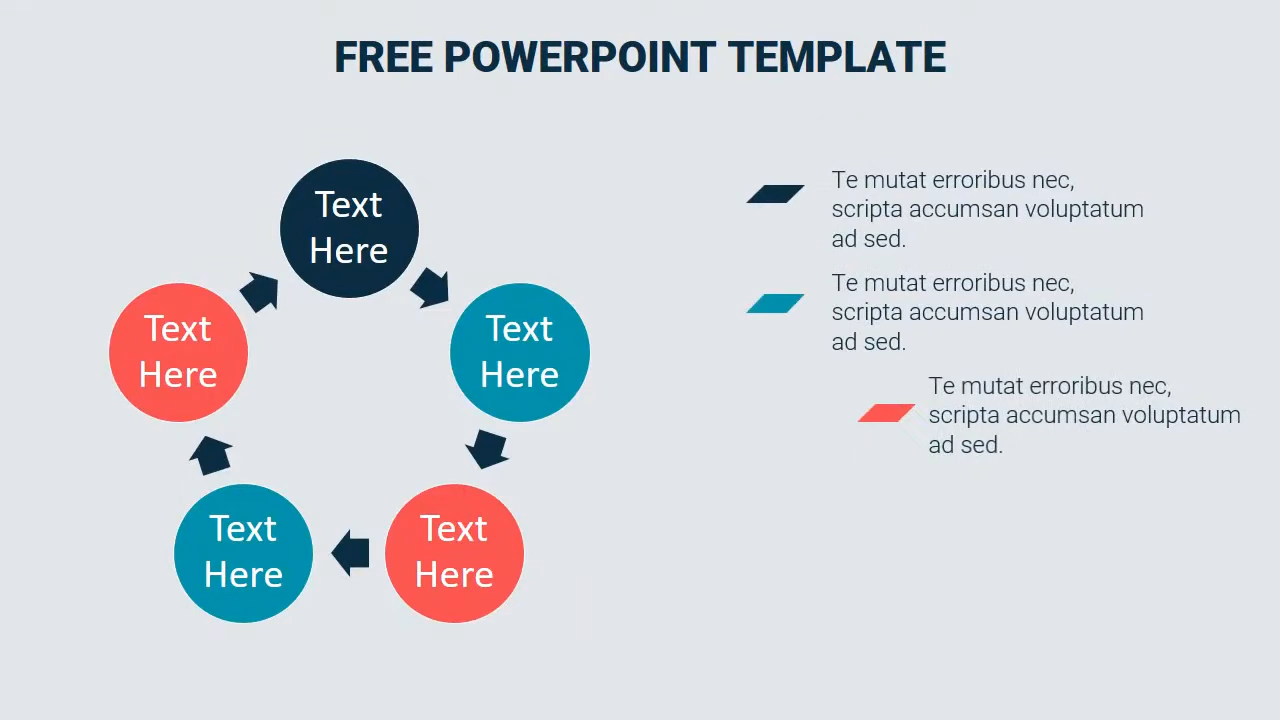 FREE POWERPOINT TEMPLATE
Text
Here
Text
Here
Text
Here
Text
Here
Text
Here
Te mutat erroribus nec,
scripta accumsan voluptatum
ad sed.
Te mutat erroribus nec,
scripta accumsan voluptatum
ad sed.
Te mutat erroribus nec,
scripta accumsan voluptatum
ad sed.